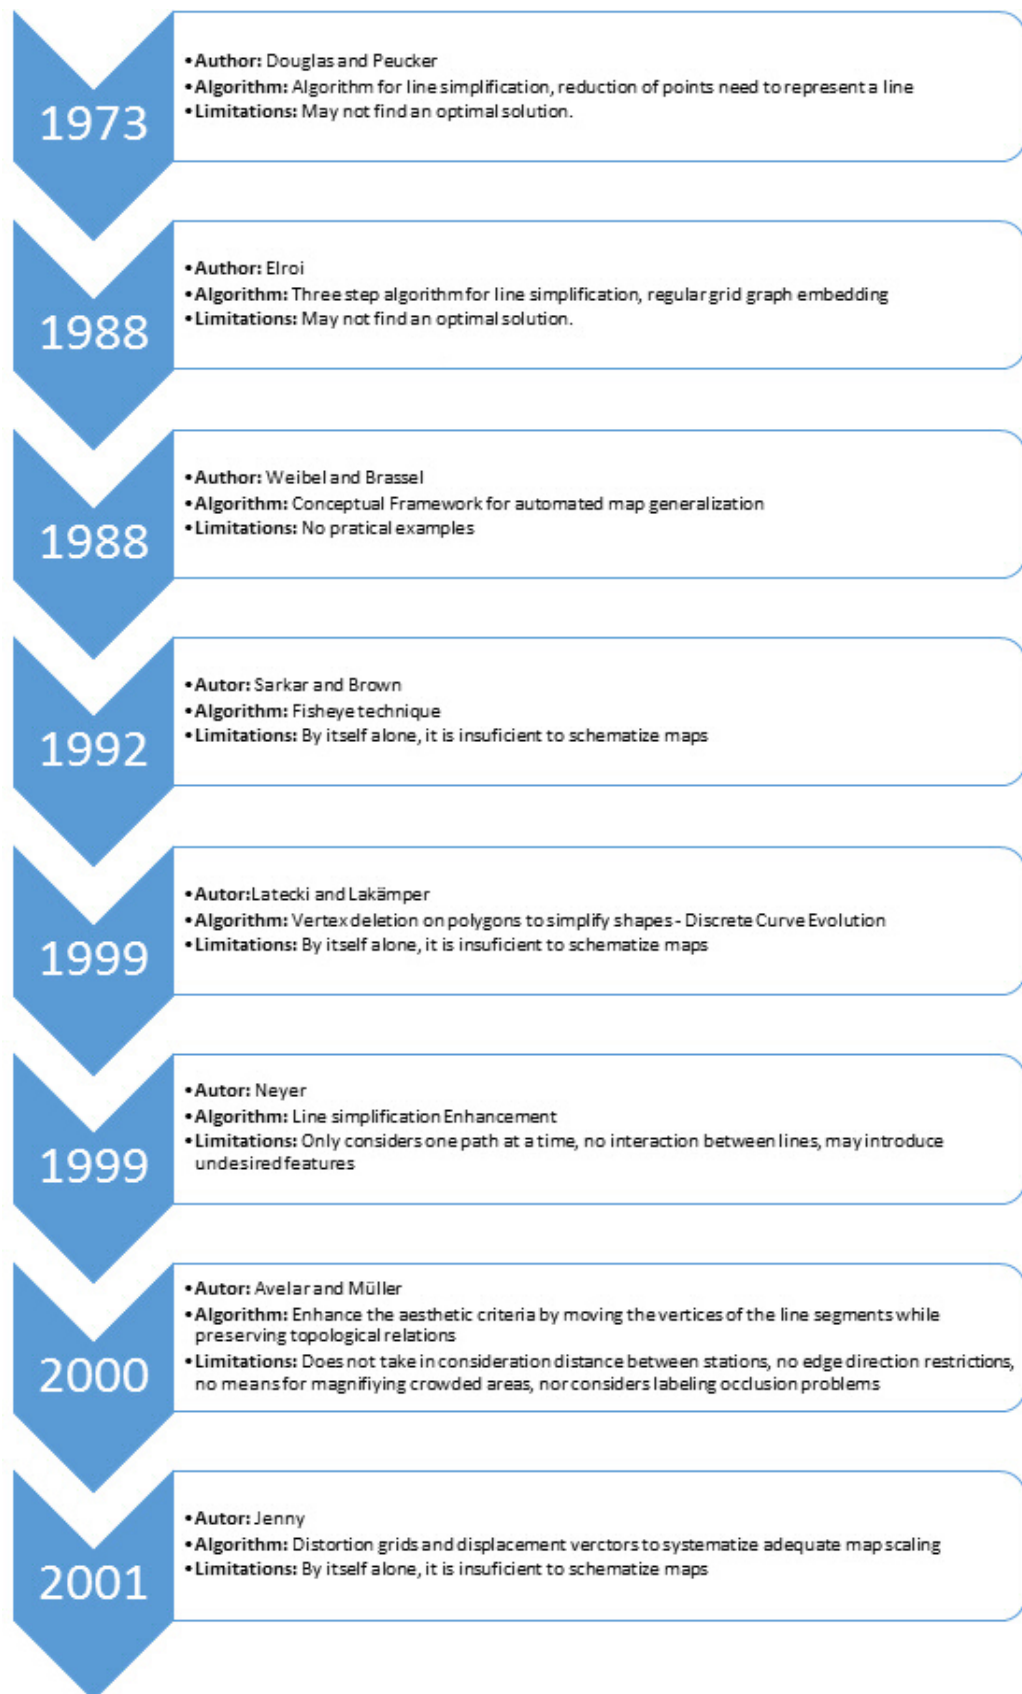 1973
•Author: Douglas and Peucker
•Algorithm: Algorithm for line simplification, reduction of points need to represent a line
•Limitations: May not find an optimal solution.
1988
•Author: Elroi
•Algorithm: Three step algorithm for line simplification, regular grid graph embedding
•Limitations: May not find an optimal solution.
1988
•Author: Weibel and Brassel
•Algorithm: Conceptual Framework for automated map generalization
•Limitations: No pratical examples
1992
•Autor: Sarkar and Brown
•Algorithm: Fisheye technique
•Limitations: By itself alone, it is insuficient to schematize maps
1999
•Autor:Latecki and Lakämper
•Algorithm: Vertex deletion on polygons to simplify shapes - Discrete Curve Evolution
•Limitations: By itself alone, it is insuficient to schematize maps
1999
•Autor: Neyer
•Algorithm: Line simplification Enhancement
•Limitations: Only considers one path at a time, no interaction between lines, may introduce
undesired features
2000
•Autor: Avelar and Müller
•Algorithm: Enhance the aesthetic criteria by moving the vertices of the line segments while
preserving topological relations
•Limitations: Does not take in consideration distance between stations, no edge direction restrictions,
no means for magnifiying crowded areas, nor considers labeling occlusion problems
2001
•Autor: Jenny
•Algorithm: Distortion grids and displacement verctors to systematize adequate map scaling
•Limitations: By itself alone, it is insuficient to schematize maps